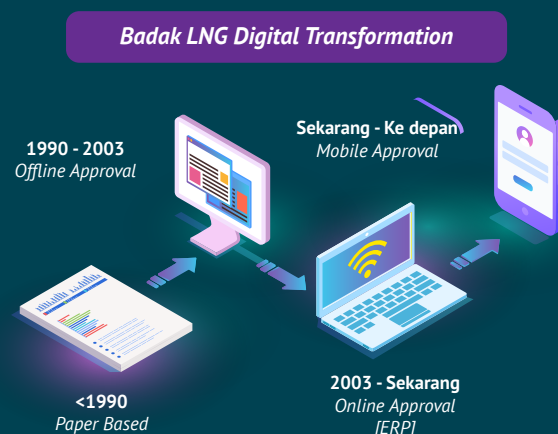 Badak LNG Digital Transformation
1990 - 2003
Offline Approval
Sekarang - Ke depan
Mobile Approval
<1990
Paper Based
2003 - Sekarang
Online Approval
[ERP]